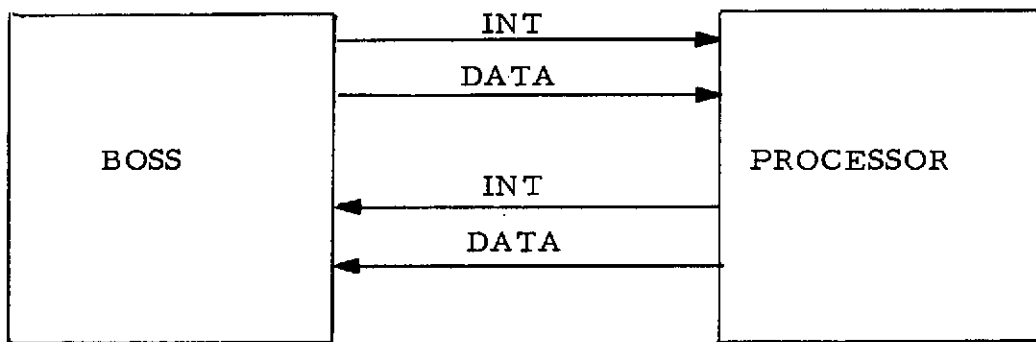 INT
DATA
BOSS
PROCESSOR
INT
DATA